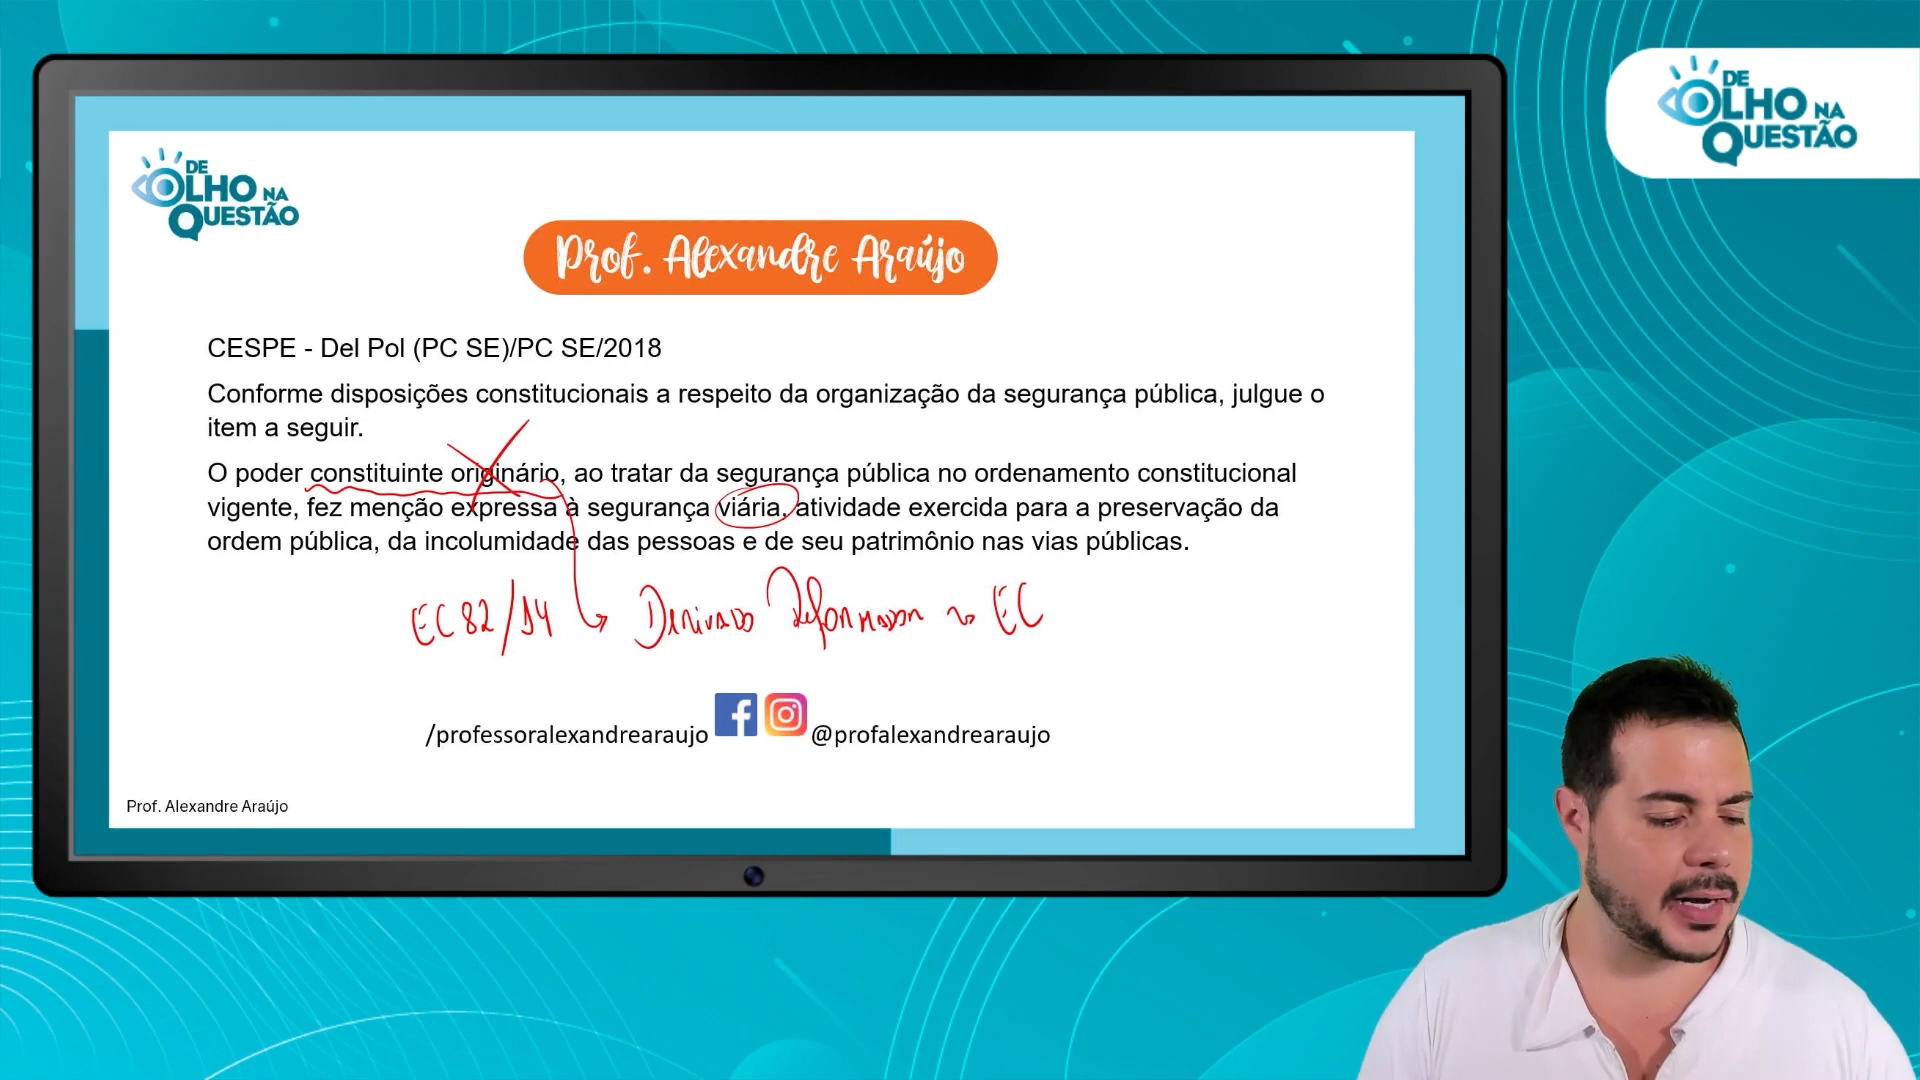 DE
OLHO NA
QUESTÃO
DE
OLHO NA
QUESTÃO
Prof. Alexandre Araújo
CESPE - Del Pol (PC SE)/PC SE/2018
Conforme disposições constitucionais a respeito da organização da segurança pública, julgue o
item a seguir.
O poder constituinte originário, ao tratar da segurança pública no ordenamento constitucional
vigente, fez menção expressa à segurança viária, atividade exercida para a preservação da
ordem pública, da incolumidade das pessoas e de seu patrimônio nas vias públicas.
EC 82/14 Derivado Reformador EC
/professoralexandrearaujo @profalexandrearaujo
Prof. Alexandre Araújo